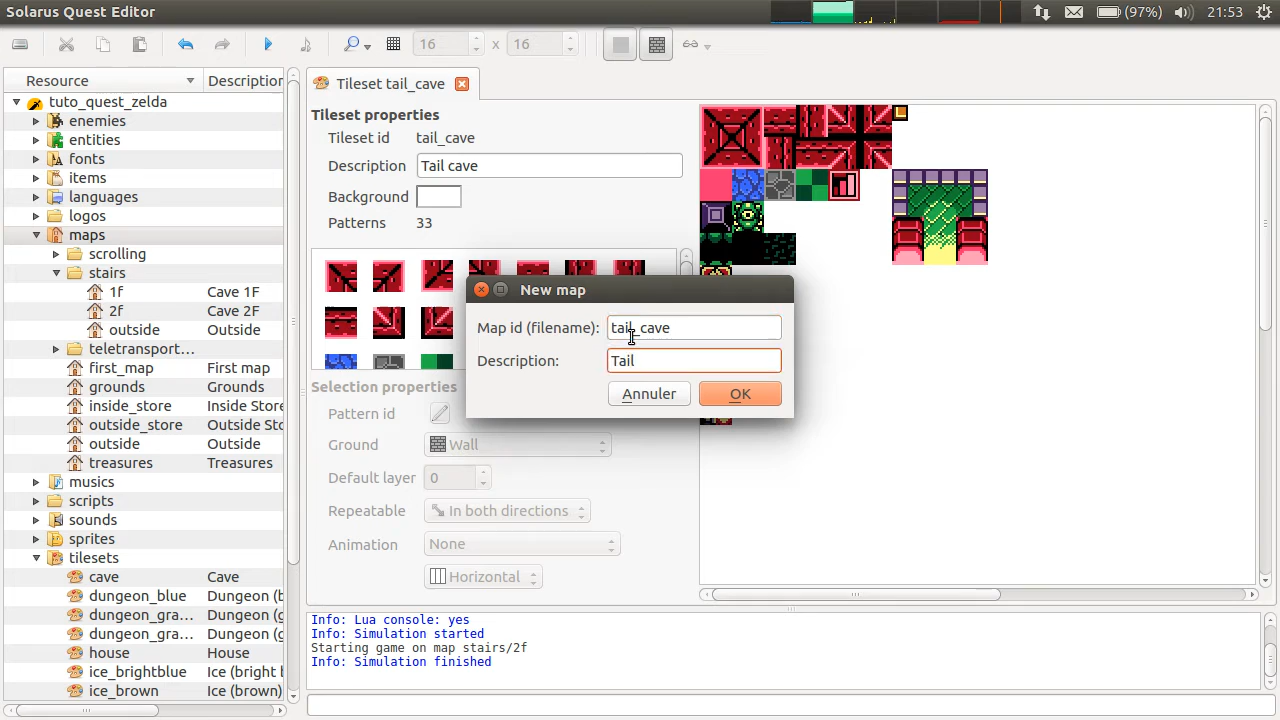 Solarus Quest Editor
(97%)
21:53
16
x
16
Resource
Description
tuto_quest_zelda
enemies
entities
fonts
items
languages
logos
maps
scrolling
stairs
1f
Cave 1F
2f
Cave 2F
outside
Outside
teletransport...
first_map
First map
grounds
Grounds
inside_store
Inside Store
outside_store
Outside Sto
outside
Outside
treasures
Treasures
musics
scripts
sounds
sprites
tilesets
cave
Cave
dungeon_blue
Dungeon (b
dungeon_gra...
Dungeon (g
dungeon_gra...
Dungeon (g
house
House
ice_brightblue
Ice (bright b
ice_brown
Ice (brown)
Tileset tail_cave
Tileset properties
Tileset id
tail_cave
Description
Tail cave
Background
Patterns
33
Selection properties
Pattern id
Ground
Wall
Default layer
0
Repeatable
In both directions
Animation
None
Horizontal
New map
Map id (filename):
tail_cave
Description:
Tail
Annuler
OK
Info: Lua console: yes
Info: Simulation started
Starting game on map stairs/2f
Info: Simulation finished